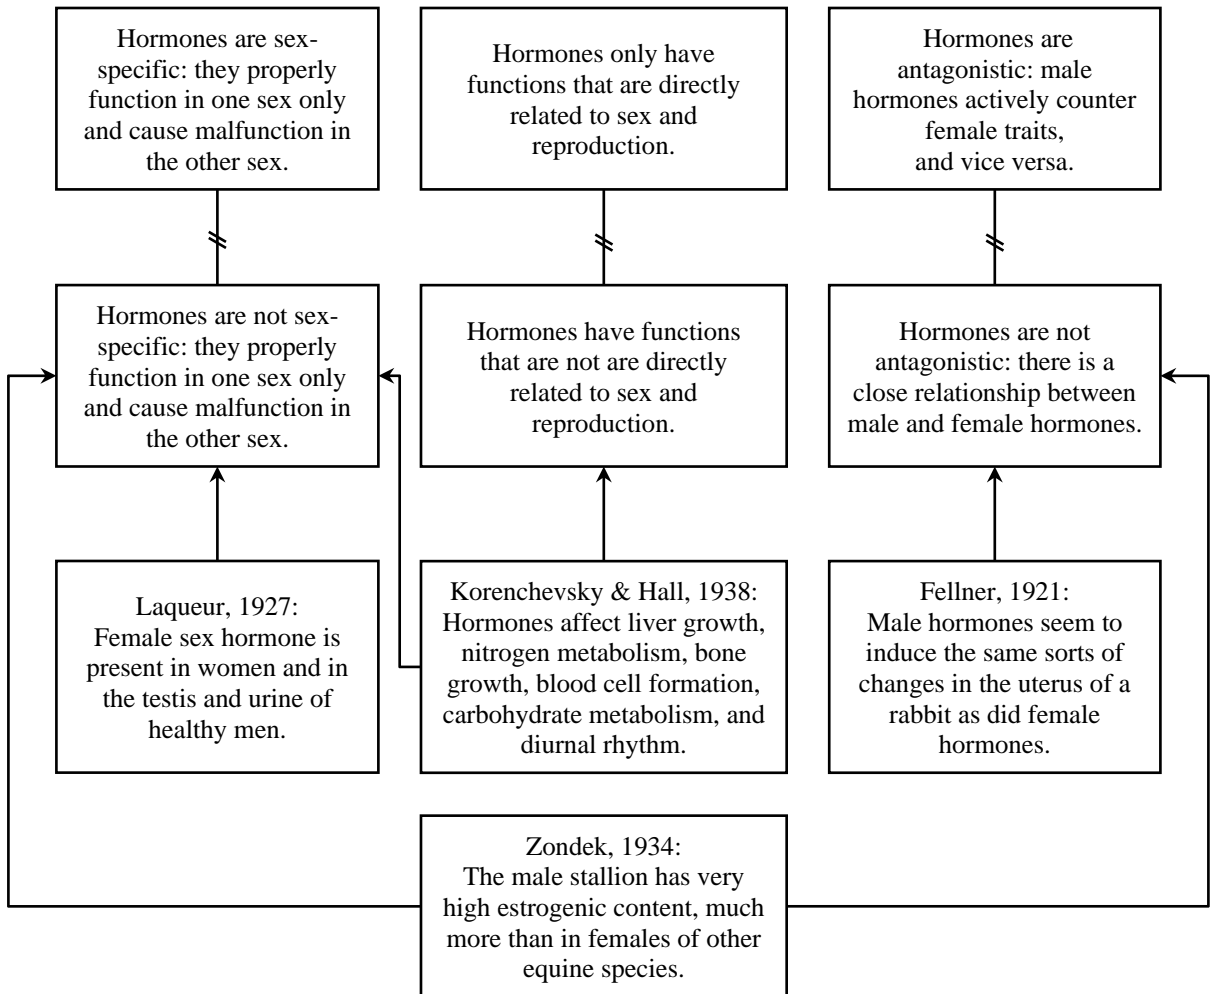 Hormones are sex-
specific: they properly
function in one sex only
and cause malfunction in
the other sex.
Hormones only have
functions that are directly
related to sex and
reproduction.
Hormones are
antagonistic: male
hormones actively counter
female traits,
and vice versa.
Hormones are not sex-
specific: they properly
function in one sex only
and cause malfunction in
the other sex.
Hormones have functions
that are not are directly
related to sex and
reproduction.
Hormones are not
antagonistic: there is a
close relationship between
male and female hormones.
Laqueur, 1927:
Female sex hormone is
present in women and in
the testis and urine of
healthy men.
Korenchevsky & Hall, 1938:
Hormones affect liver growth,
nitrogen metabolism, bone
growth, blood cell formation,
carbohydrate metabolism, and
diurnal rhythm.
Fellner, 1921:
Male hormones seem to
induce the same sorts of
changes in the uterus of a
rabbit as did female
hormones.
Zondek, 1934:
The male stallion has very
high estrogenic content, much
more than in females of other
equine species.